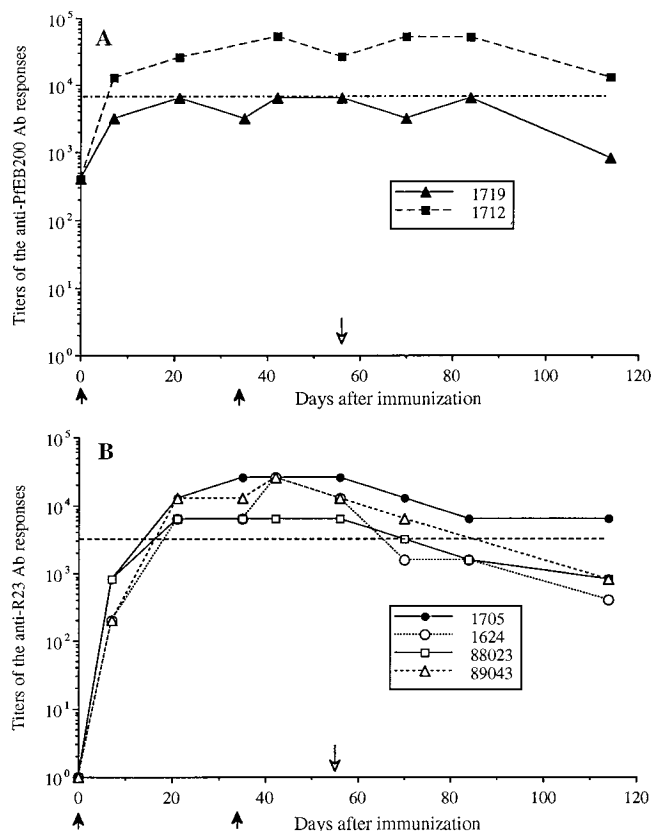 A
Titers of the anti-PfEB200 Ab responses
10^5
10^4
10^3
10^2
10^1
10^0
1719
1712
0 20 40 60 80 100 120
Days after immunization
B
Titers of the anti-R23 Ab responses
10^5
10^4
10^3
10^2
10^1
10^0
1705
1624
88023
89043
0 20 40 60 80 100 120
Days after immunization